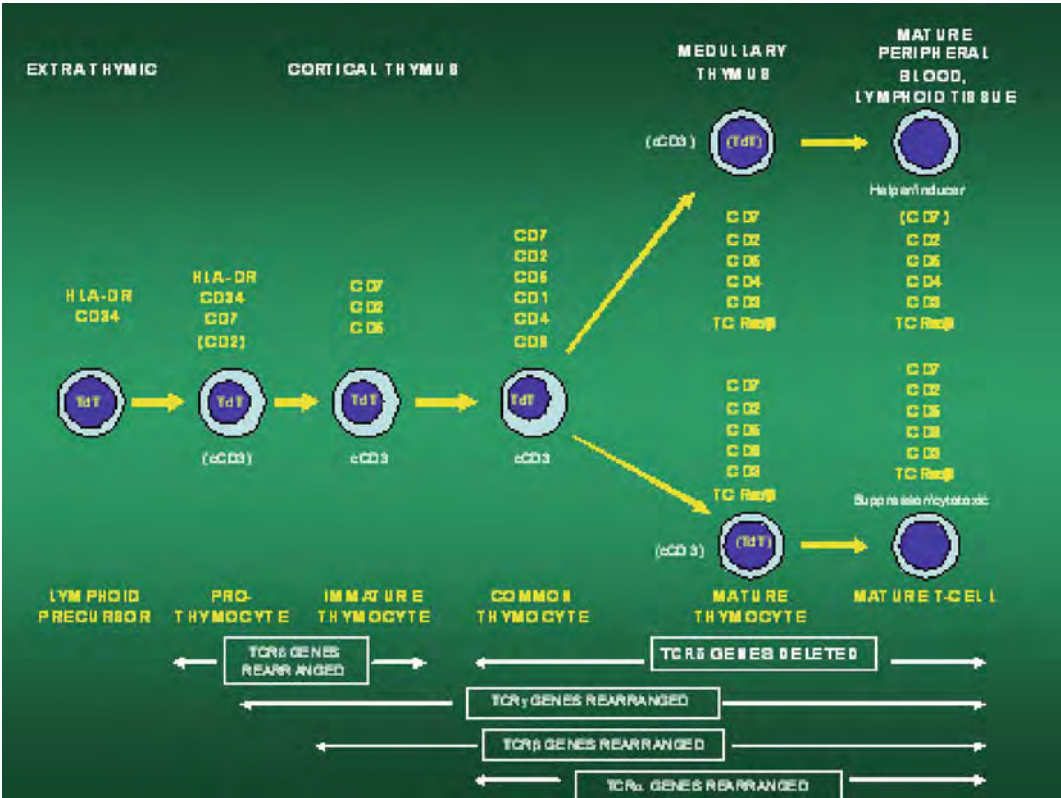 EXTRATHYMIC
CORTICAL THYMUS
MEDULLARY
THYMUS
MATURE
PERIPHERAL
BLOOD,
LYMPHOID TISSUE
(cCD3)
(TdT)
Helper/inducer
CD7
CD2
CD5
CD4
CD3
(CD7)
CD2
CD5
CD4
CD3
CD7
CD2
CD5
CD1
CD4
CD8
HLA-DR
CD34
HLA-DR
CD34
CD7
(CD2)
CD7
CD2
CD5
TdT
TdT
TdT
TdT
(cCD3)
cCD3
cCD3
CD7
CD2
CD5
CD8
CD3
CD7
CD2
CD5
CD8
CD3
(cCD3)
(TdT)
LYMPHOID
PRECURSOR
PRO-
THYMOCYTE
IMMATURE
THYMOCYTE
COMMON
THYMOCYTE
MATURE
THYMOCYTE
MATURE T-CELL
TCRδ GENES
REARRANGED
TCRδ GENES DELETED
TCRγ GENES REARRANGED
TCRβ GENES REARRANGED
TCRα GENES REARRANGED